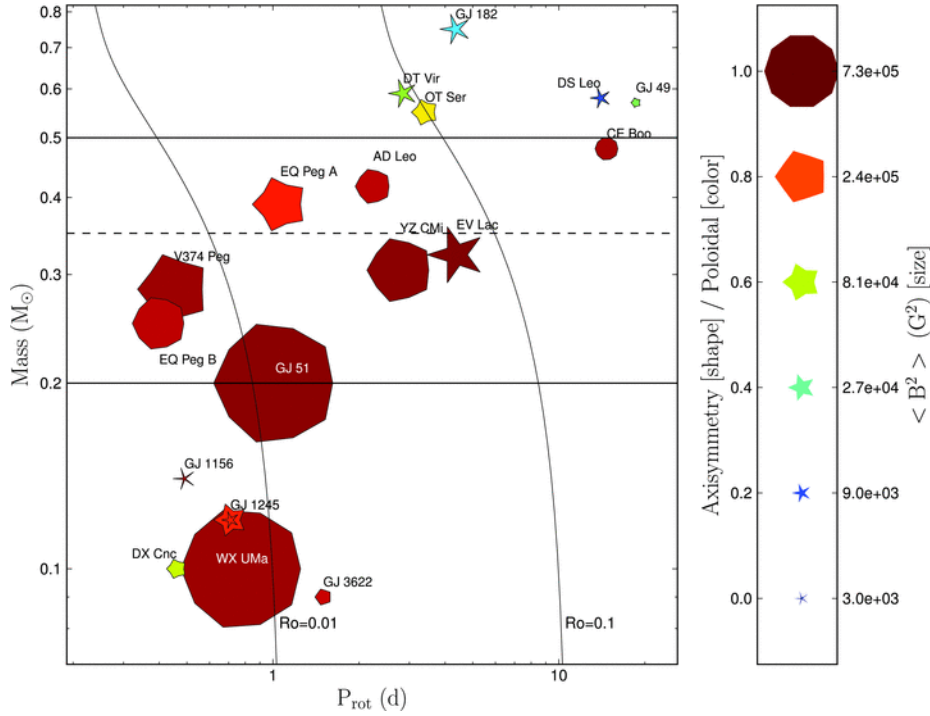 0.8
0.7
0.6
0.5
0.4
0.3
0.2
0.1
Mass (M⊙)
GJ 182
DT Vir
OT Ser
DS Leo
GJ 49
CE Boo
AD Leo
EQ Peg A
YZ CMi
EV Lac
V374 Peg
EQ Peg B
GJ 51
GJ 1156
GJ 1245
DX Cnc
WX UMa
GJ 3622
Ro=0.01
Ro=0.1
1
10
Prot (d)
Axisymmetry [shape] / Poloidal [color]
1.0
0.8
0.6
0.4
0.2
0.0
7.3e+05
2.4e+05
8.1e+04
2.7e+04
9.0e+03
3.0e+03
< B² > (G²) [size]